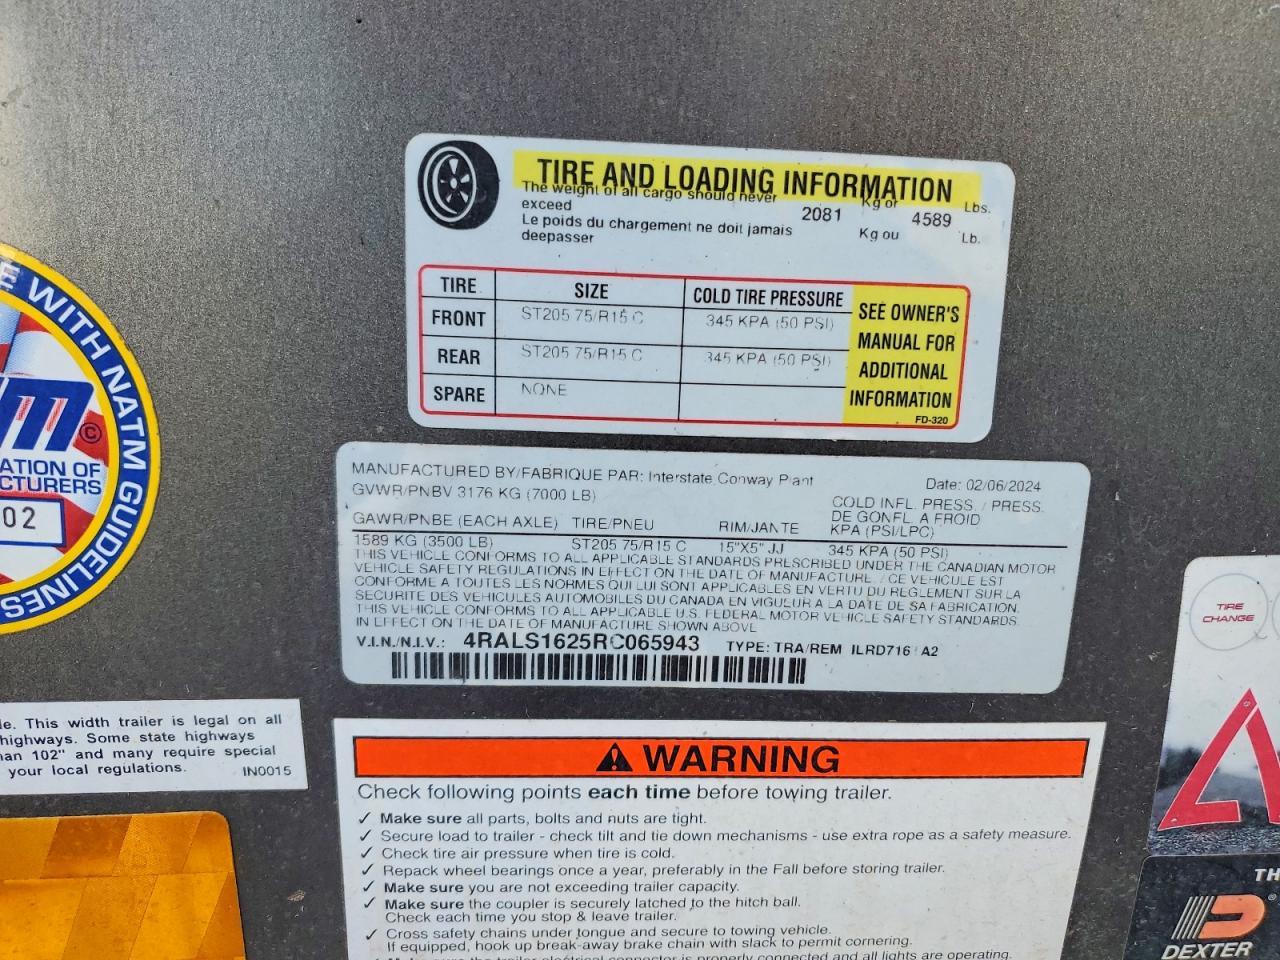 TIRE AND LOADING INFORMATION
The weight of all cargo should never exceed 2081 Kg or 4589 Lbs.
Le poids du chargement ne doit jamais deepasser Kg ou Lb.
TIRE SIZE COLD TIRE PRESSURE
FRONT ST205 75/R15 C 345 KPA (50 PSI)
REAR ST205 75/R15 C 345 KPA (50 PSI)
SPARE NONE
SEE OWNER'S
MANUAL FOR
ADDITIONAL
INFORMATION
FD-320
MANUFACTURED BY/FABRIQUE PAR: Interstate Conway Plant Date: 02/06/2024
GVWR/PNBV 3176 KG (7000 LB)
GAWR/PNBE (EACH AXLE) TIRE/PNEU RIM/JANTE COLD INFL. PRESS. / PRESS. DE GONFL. A FROID KPA (PSI/LPC)
1589 KG (3500 LB) ST205 75/R15 C 15"X5" JJ 345 KPA (50 PSI)
THIS VEHICLE CONFORMS TO ALL APPLICABLE STANDARDS PRESCRIBED UNDER THE CANADIAN MOTOR
VEHICLE SAFETY REGULATIONS IN EFFECT ON THE DATE OF MANUFACTURE. / CE VEHICULE EST
CONFORME A TOUTES LES NORMES QUI LUI SONT APPLICABLES EN VERTU DU REGLEMENT SUR LA
SECURITE DES VEHICULES AUTOMOBILES DU CANADA EN VIGUEUR A LA DATE DE SA FABRICATION.
THIS VEHICLE CONFORMS TO ALL APPLICABLE U.S. FEDERAL MOTOR VEHICLE SAFETY STANDARDS
IN EFFECT ON THE DATE OF MANUFACTURE SHOWN ABOVE
V.I.N./N.I.V.: 4RALS1625RC065943 TYPE: TRA/REM ILRD716 A2
WARNING
Check following points each time before towing trailer.
✓ Make sure all parts, bolts and nuts are tight.
✓ Secure load to trailer - check tilt and tie down mechanisms - use extra rope as a safety measure.
✓ Check tire air pressure when tire is cold.
✓ Repack wheel bearings once a year, preferably in the Fall before storing trailer.
✓ Make sure you are not exceeding trailer capacity.
✓ Make sure the coupler is securely latched to the hitch ball.
Check each time you stop & leave trailer.
✓ Cross safety chains under tongue and secure to towing vehicle.
If equipped, hook up break-away brake chain with slack to permit cornering.
✓ Make sure the trailer electrical connector is properly connected and all lights are operating.
WITH NATM GUIDELINES
m ©
ATION OF
CTURERS
02
le. This width trailer is legal on all
highways. Some state highways
han 102" and many require special
your local regulations. IN0015
TIRE
CHANGE
TH
DEXTER